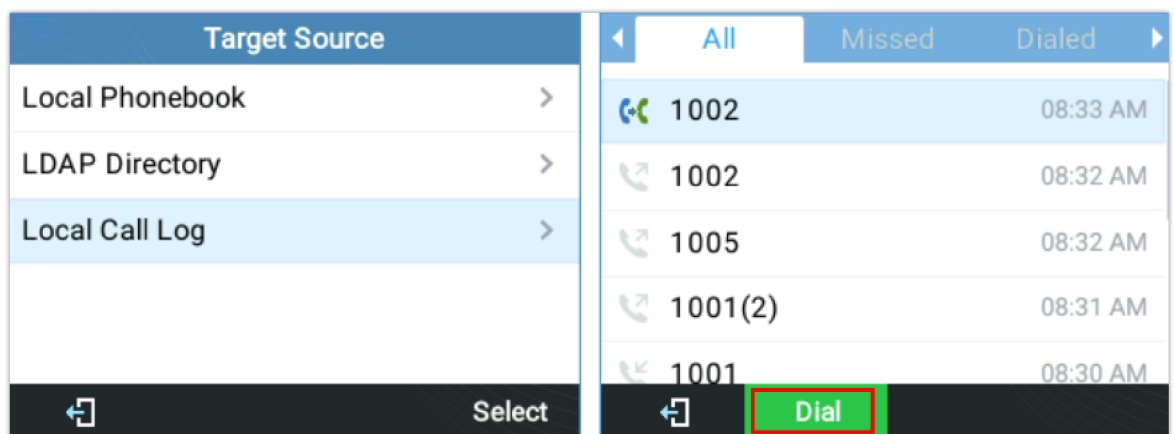 Target Source
Local Phonebook
LDAP Directory
Local Call Log
Select
All Missed Dialed
1002 08:33 AM
1002 08:32 AM
1005 08:32 AM
1001(2) 08:31 AM
1001 08:30 AM
Dial